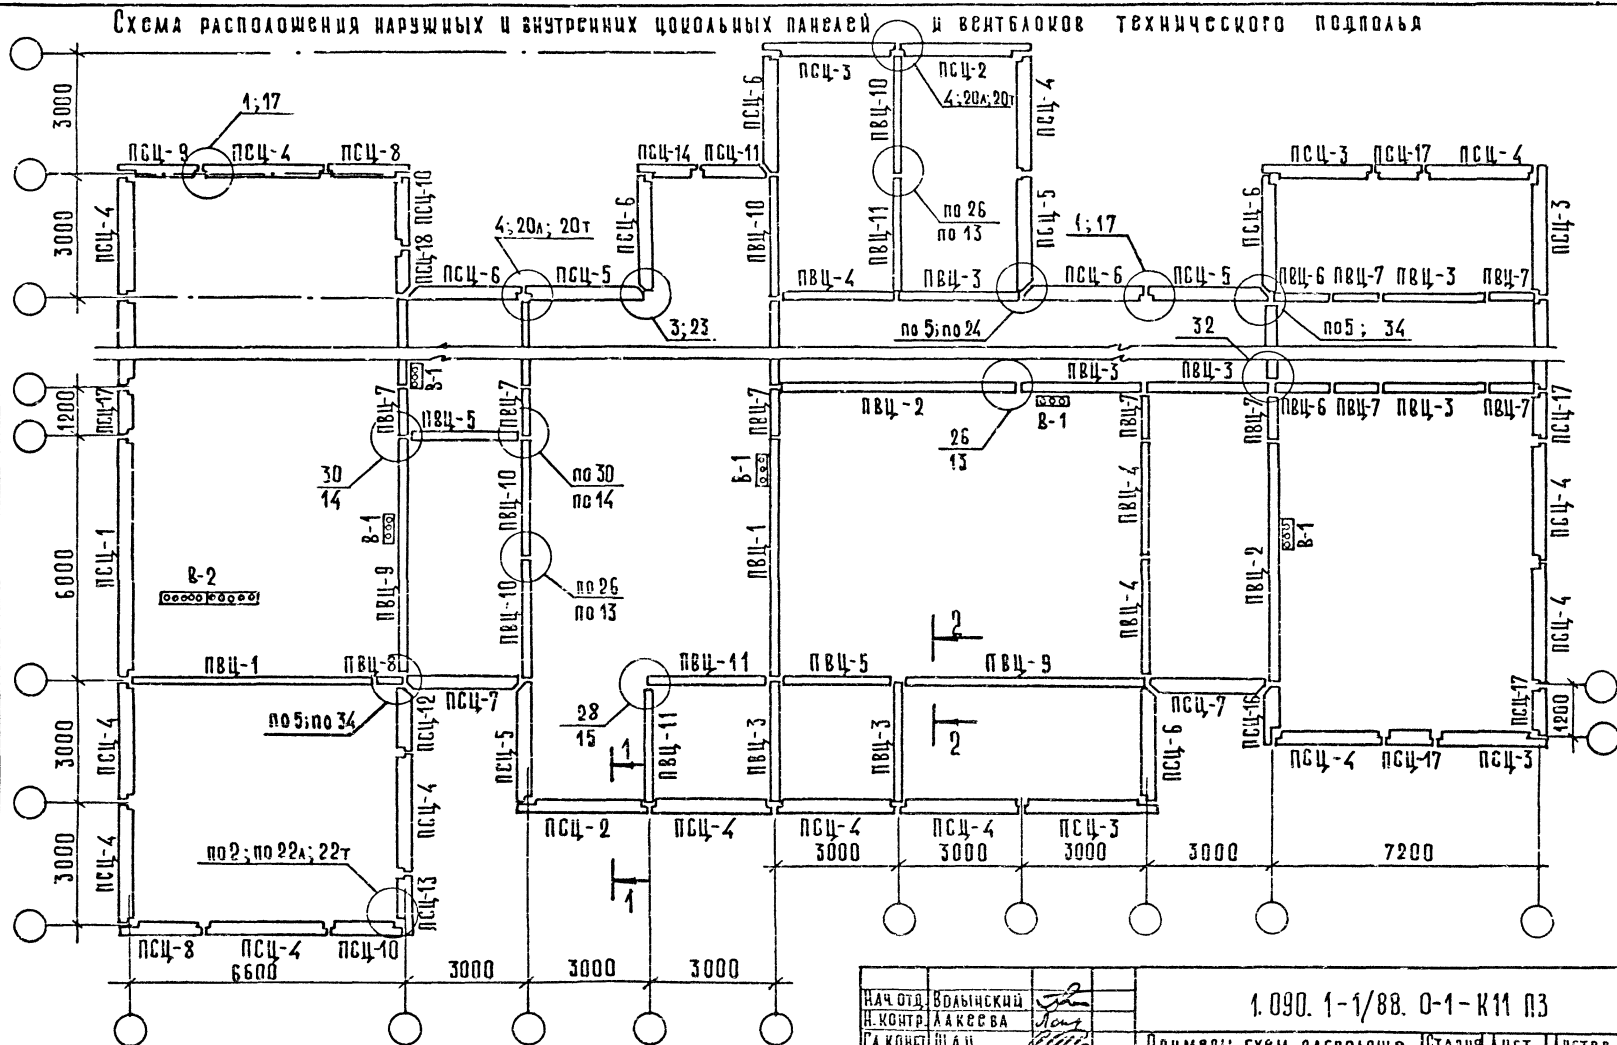 Схема расположения наружных и внутренних цокольных панелей и вентблоков технического подполья
ПСЦ-3 ПСЦ-2
4;20л;20т
ПСЦ-6 ПВЦ-10 ПСЦ-4
3000
1;17
ПСЦ-9 ПСЦ-4 ПСЦ-8 ПСЦ-14 ПСЦ-11 ПСЦ-3 ПСЦ-17 ПСЦ-4
3000
ПСЦ-4 ПСЦ-10 ПСЦ-18 ПСЦ-6 ПВЦ-10 ПВЦ-11 ПСЦ-5 ПСЦ-6 ПСЦ-3
4;20л; 20т
по 26
по 13
1;17
ПСЦ-6 ПСЦ-5 ПВЦ-4 ПВЦ-3 ПСЦ-6 ПСЦ-5 ПВЦ-6 ПВЦ-7 ПВЦ-3 ПВЦ-7
3;23
по 5;по 24
32
по5; 34
В-1
ПВЦ-3 ПВЦ-3
1200
ПСЦ-17 ПВЦ-7 ПВЦ-5 ПВЦ-7 ПВЦ-7 ПВЦ-2 В-1 ПВЦ-7 ПВЦ-7 ПВЦ-6 ПВЦ-7 ПВЦ-3 ПВЦ-7 ПСЦ-17
26
13
30
14
по 30
по 14
ПВЦ-10 В-1 ПВЦ-4 ПСЦ-4
6000
ПСЦ-1 В-1 ПВЦ-9 ПВЦ-1 ПВЦ-2 В-1
В-2
по 26
по 13
ПВЦ-10 ПВЦ-4 ПСЦ-4
2
ПВЦ-1 ПВЦ-8 ПВЦ-11 ПВЦ-5 ПВЦ-9
ПСЦ-7 ПСЦ-7
по5;по 34
28
15
2
ПСЦ-12 ПСЦ-16 ПСЦ-17 1200
3000
ПСЦ-4 ПСЦ-5 1 ПВЦ-11 ПВЦ-3 ПВЦ-3 ПСЦ-6
ПСЦ-4 ПСЦ-17 ПСЦ-3
ПСЦ-4
ПСЦ-2 ПСЦ-4 ПСЦ-4 ПСЦ-4 ПСЦ-3
3000 3000 3000 3000 7200
по2;по 22л;22т
3000
ПСЦ-4 ПСЦ-13
1
ПСЦ-8 ПСЦ-4 ПСЦ-10
6600 3000 3000 3000
Нач.отд. Волынский
1.090.1-1/88. 0-1-К11 ПЗ
Н.контр. Лакеева